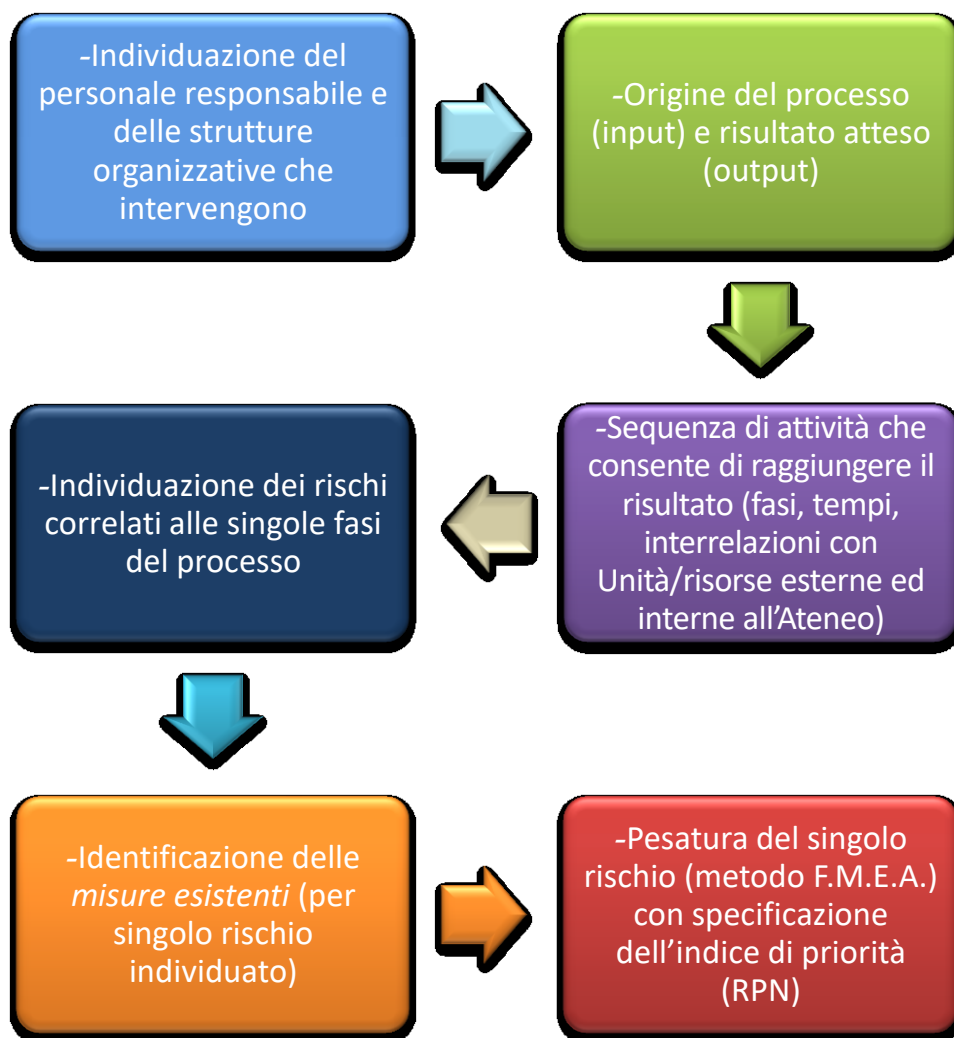 -Individuazione del
personale responsabile e
delle strutture
organizzative che
intervengono
-Origine del processo
(input) e risultato atteso
(output)
-Sequenza di attività che
consente di raggiungere il
risultato (fasi, tempi,
interrelazioni con
Unità/risorse esterne ed
interne all’Ateneo)
-Individuazione dei rischi
correlati alle singole fasi
del processo
-Identificazione delle
misure esistenti (per
singolo rischio
individuato)
-Pesatura del singolo
rischio (metodo F.M.E.A.)
con specificazione
dell’indice di priorità
(RPN)